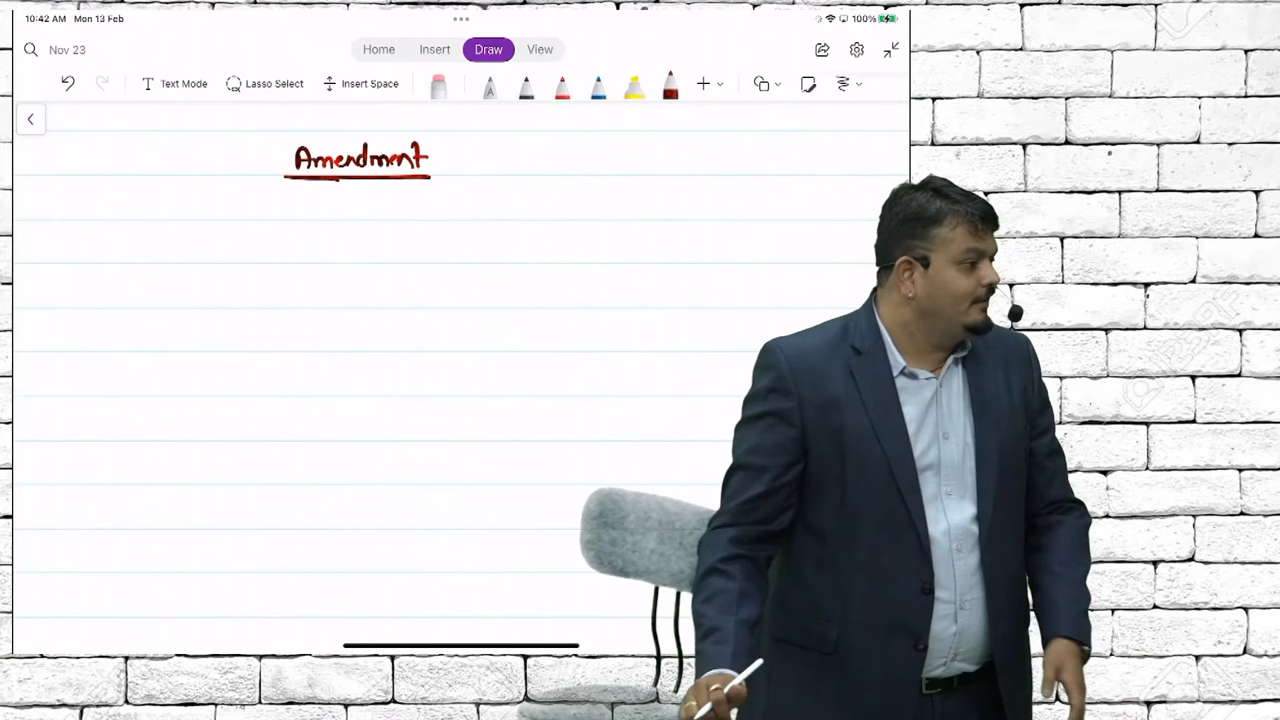 10:42 AM Mon 13 Feb
100%
Nov 23
Home Insert Draw View
Text Mode Lasso Select Insert Space
Amendment